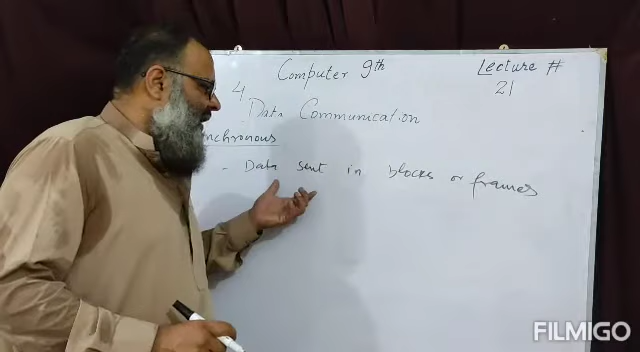 Computer 9th
Lecture #
21
4.
Data Communication
nchronous
- Data sent in blocks or frames
FILMIGO